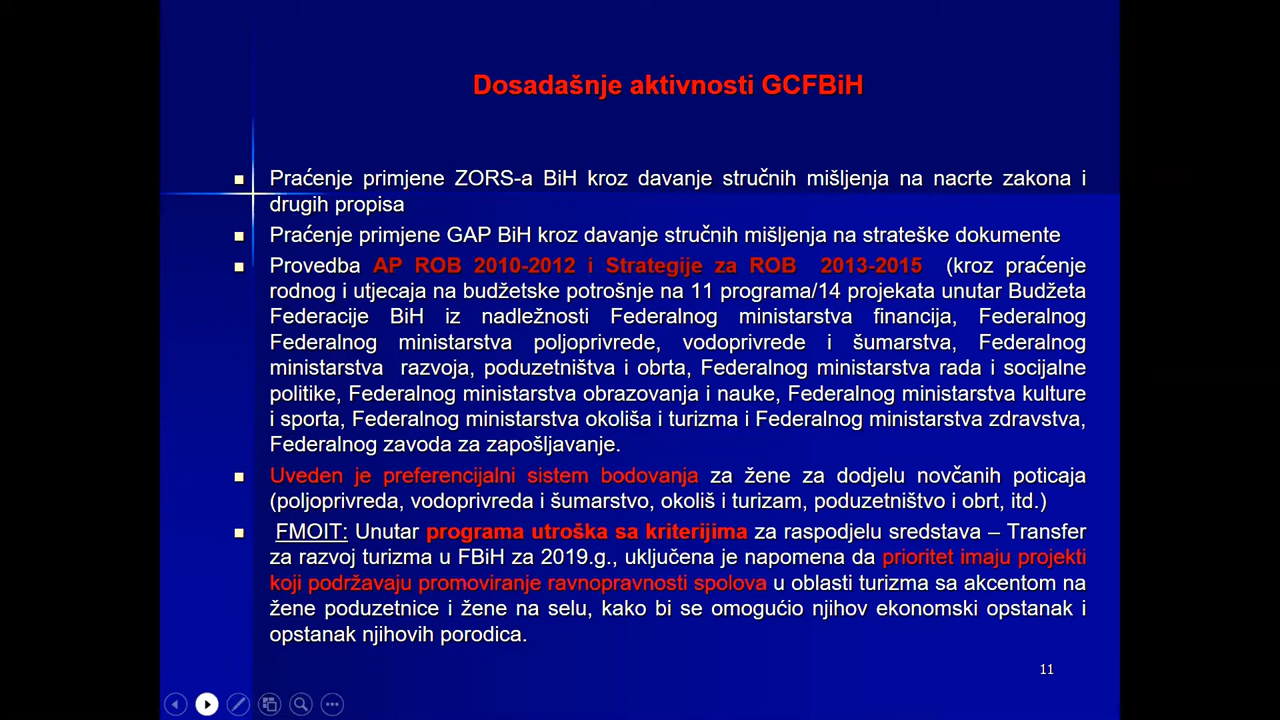 Dosadašnje aktivnosti GCFBiH
Praćenje primjene ZORS-a BiH kroz davanje stručnih mišljenja na nacrte zakona i
drugih propisa
Praćenje primjene GAP BiH kroz davanje stručnih mišljenja na strateške dokumente
Provedba AP ROB 2010-2012 i Strategije za ROB 2013-2015 (kroz praćenje
rodnog i utjecaja na budžetske potrošnje na 11 programa/14 projekata unutar Budžeta
Federacije BiH iz nadležnosti Federalnog ministarstva financija, Federalnog
Federalnog ministarstva poljoprivrede, vodoprivrede i šumarstva, Federalnog
ministarstva razvoja, poduzetništva i obrta, Federalnog ministarstva rada i socijalne
politike, Federalnog ministarstva obrazovanja i nauke, Federalnog ministarstva kulture
i sporta, Federalnog ministarstva okoliša i turizma i Federalnog ministarstva zdravstva,
Federalnog zavoda za zapošljavanje.
Uveden je preferencijalni sistem bodovanja za žene za dodjelu novčanih poticaja
(poljoprivreda, vodoprivreda i šumarstvo, okoliš i turizam, poduzetništvo i obrt, itd.)
FMOIT: Unutar programa utroška sa kriterijima za raspodjelu sredstava – Transfer
za razvoj turizma u FBiH za 2019.g., uključena je napomena da prioritet imaju projekti
koji podržavaju promoviranje ravnopravnosti spolova u oblasti turizma sa akcentom na
žene poduzetnice i žene na selu, kako bi se omogućio njihov ekonomski opstanak i
opstanak njihovih porodica.
11